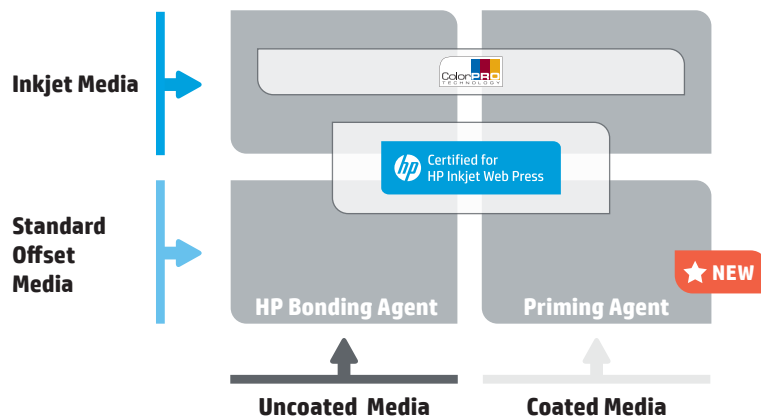 Inkjet Media
ColorPRO
TECHNOLOGY
hp
Certified for
HP Inkjet Web Press
Standard
Offset
Media
NEW
HP Bonding Agent
Priming Agent
Uncoated Media
Coated Media